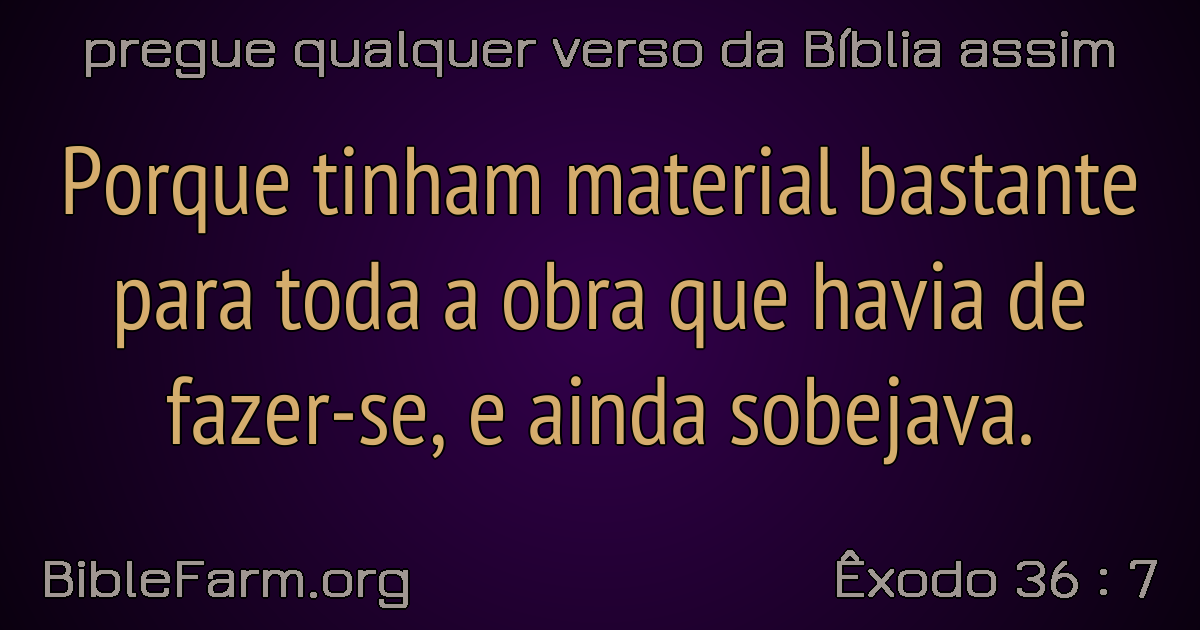 pregue qualquer verso da Bíblia assim
Porque tinham material bastante
para toda a obra que havia de
fazer-se, e ainda sobejava.
BibleFarm.org
Êxodo 36 : 7